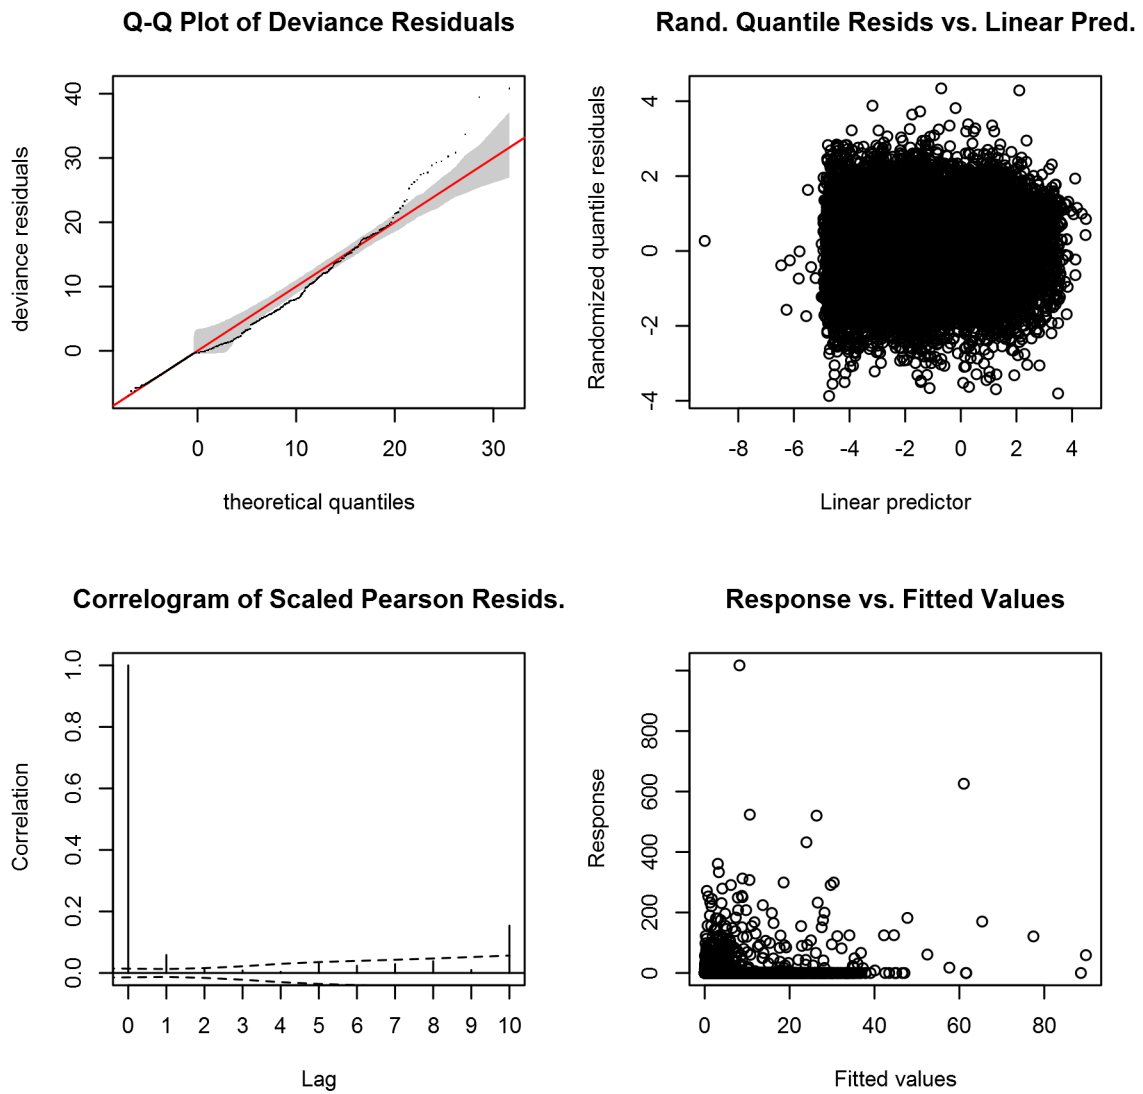 Q-Q Plot of Deviance Residuals
deviance residuals
40
30
20
10
0
0 10 20 30
theoretical quantiles
Rand. Quantile Resids vs. Linear Pred.
Randomized quantile residuals
4
2
0
-2
-4
-8 -6 -4 -2 0 2 4
Linear predictor
Correlogram of Scaled Pearson Resids.
Correlation
1.0
0.8
0.6
0.4
0.2
0.0
0 1 2 3 4 5 6 7 8 9 10
Lag
Response vs. Fitted Values
Response
800
600
400
200
0
0 20 40 60 80
Fitted values